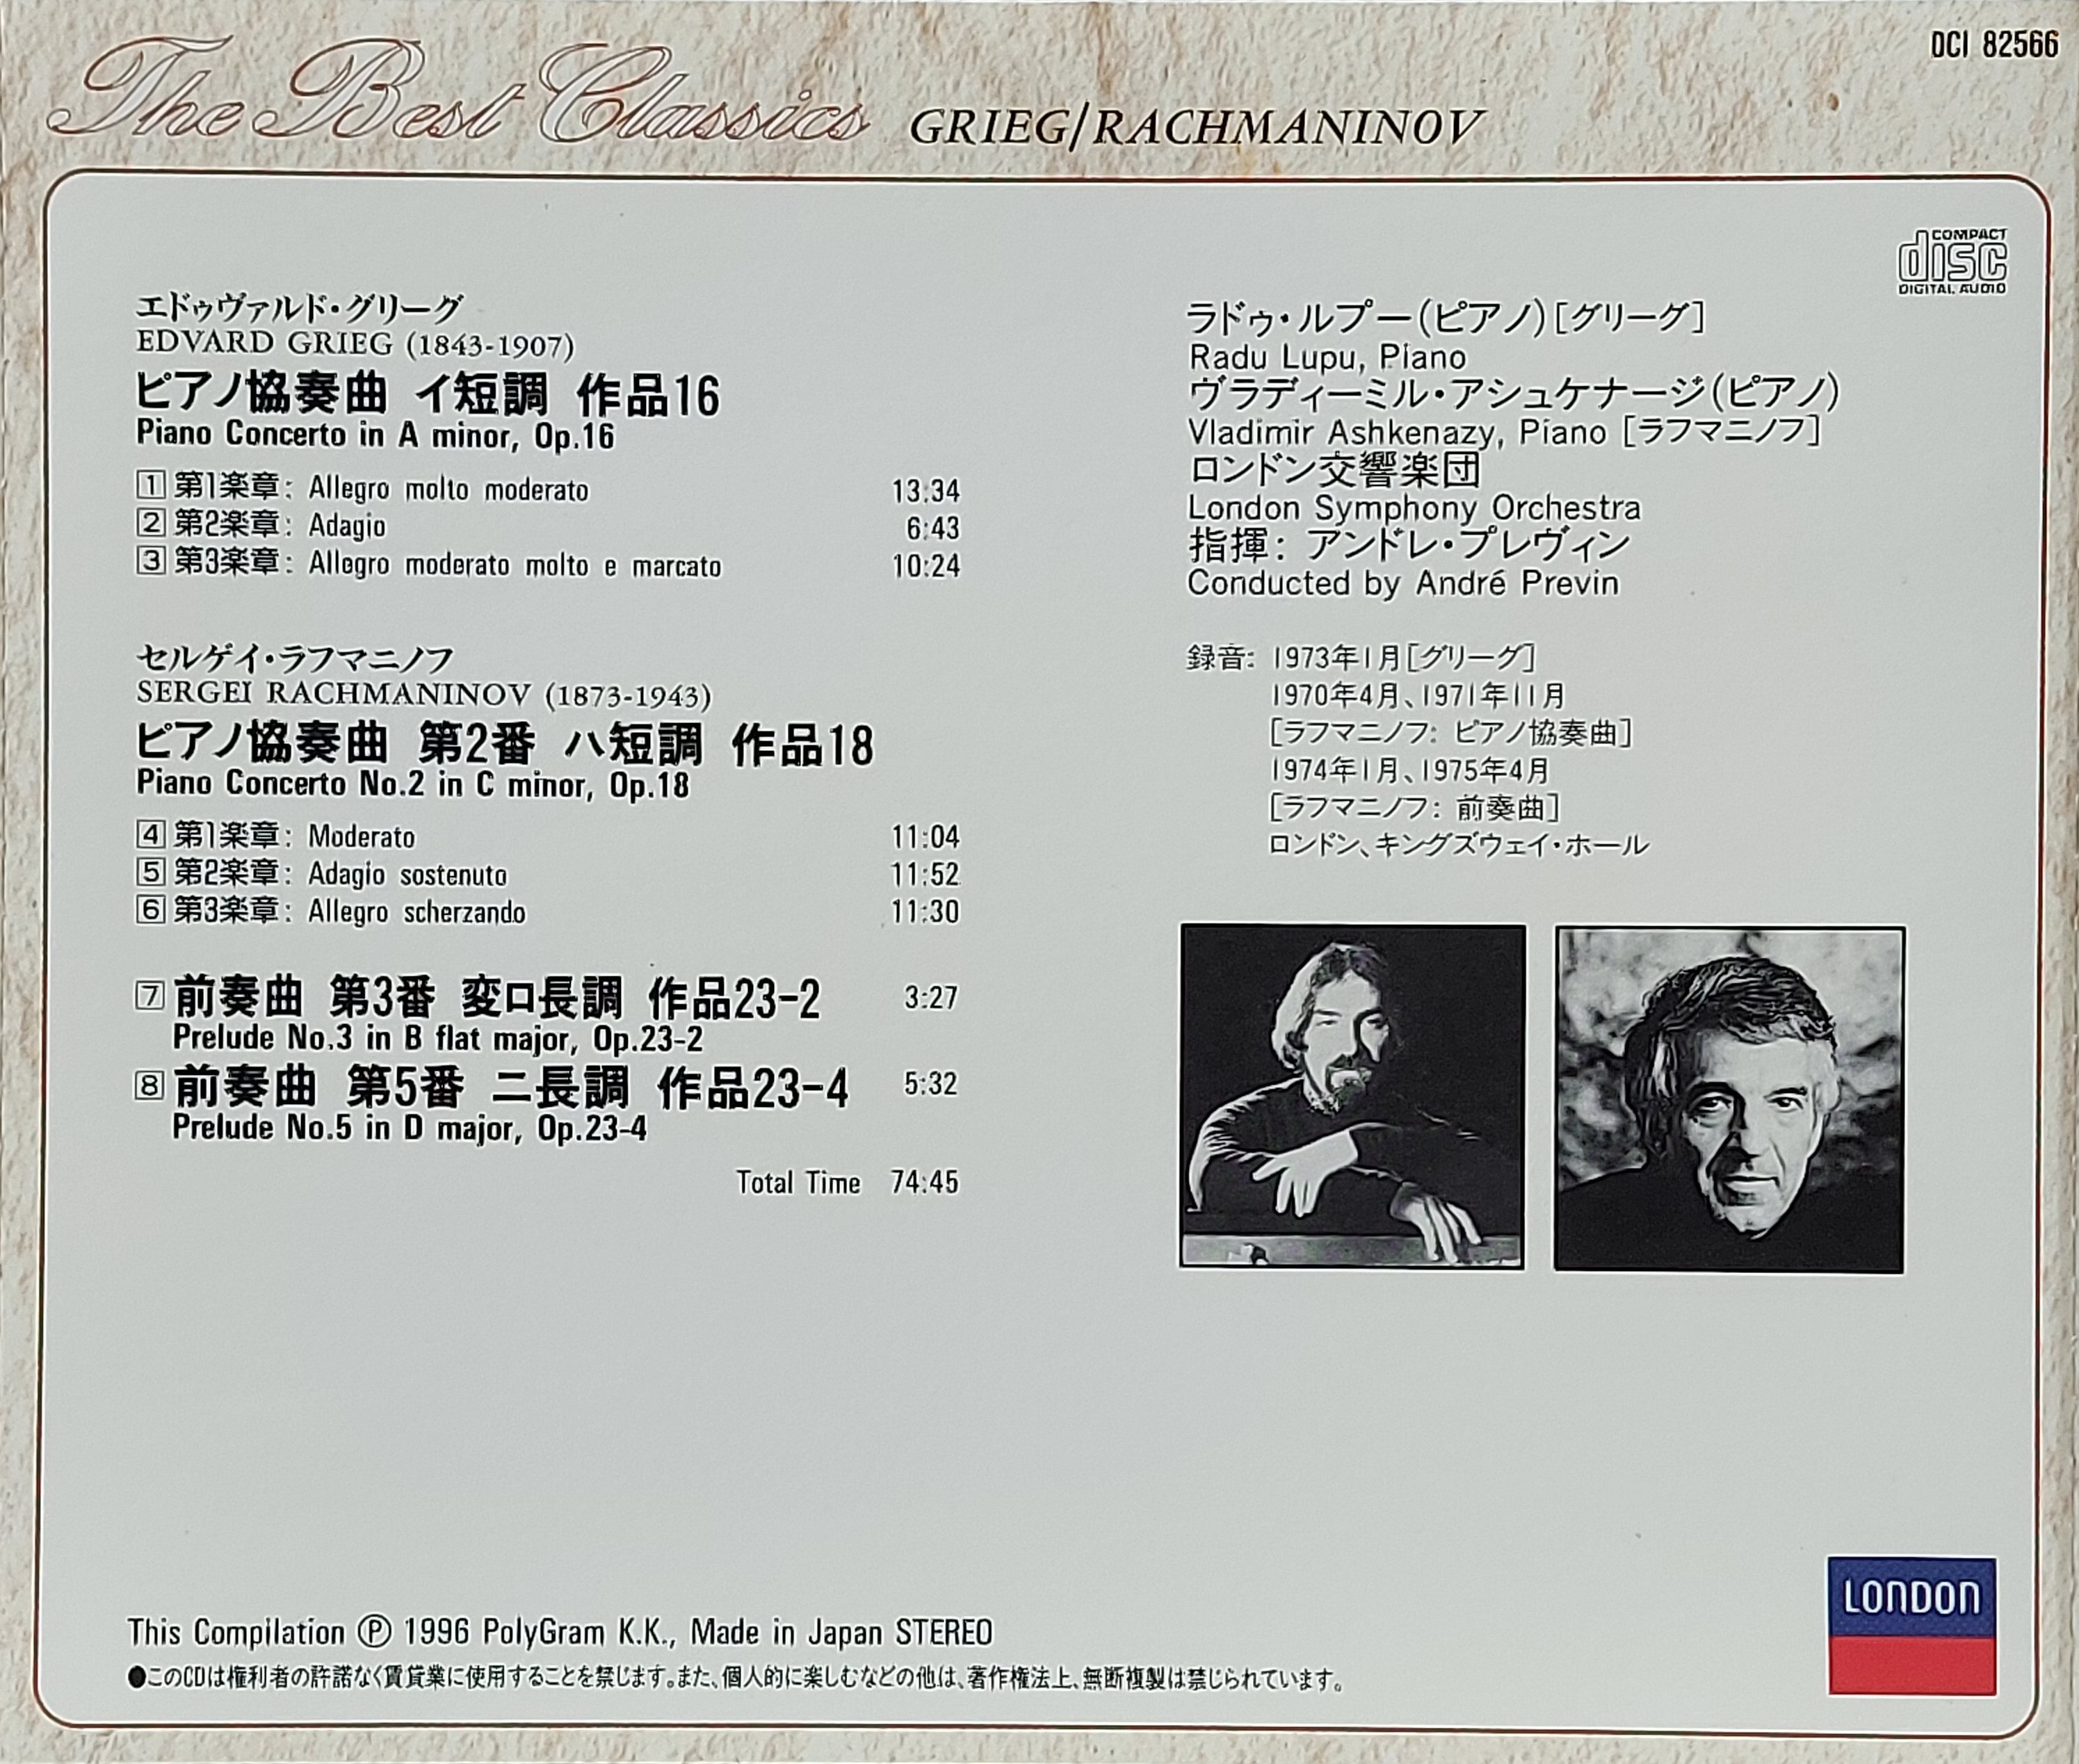 DCI 82566
The Best Classics GRIEG/RACHMANINOV
COMPACT
disc
DIGITAL AUDIO
エドゥヴァルド・グリーグ
EDVARD GRIEG (1843-1907)
ピアノ協奏曲 イ短調 作品16
Piano Concerto in A minor, Op.16
1 第1楽章: Allegro molto moderato 13:34
2 第2楽章: Adagio 6:43
3 第3楽章: Allegro moderato molto e marcato 10:24
セルゲイ・ラフマニノフ
SERGEI RACHMANINOV (1873-1943)
ピアノ協奏曲 第2番 ハ短調 作品18
Piano Concerto No.2 in C minor, Op.18
4 第1楽章: Moderato 11:04
5 第2楽章: Adagio sostenuto 11:52
6 第3楽章: Allegro scherzando 11:30
7 前奏曲 第3番 変ロ長調 作品23-2 3:27
Prelude No.3 in B flat major, Op.23-2
8 前奏曲 第5番 ニ長調 作品23-4 5:32
Prelude No.5 in D major, Op.23-4
Total Time 74:45
ラドゥ・ルプー(ピアノ)[グリーグ]
Radu Lupu, Piano
ヴラディーミル・アシュケナージ(ピアノ)
Vladimir Ashkenazy, Piano [ラフマニノフ]
ロンドン交響楽団
London Symphony Orchestra
指揮: アンドレ・プレヴィン
Conducted by André Previn
録音: 1973年1月[グリーグ]
1970年4月、1971年11月
[ラフマニノフ: ピアノ協奏曲]
1974年1月、1975年4月
[ラフマニノフ: 前奏曲]
ロンドン、キングズウェイ・ホール
This Compilation Ⓟ 1996 PolyGram K.K., Made in Japan STEREO
●このCDは権利者の許諾なく賃貸業に使用することを禁じます。また、個人的に楽しむなどの他は、著作権法上、無断複製は禁じられています。
LONDON